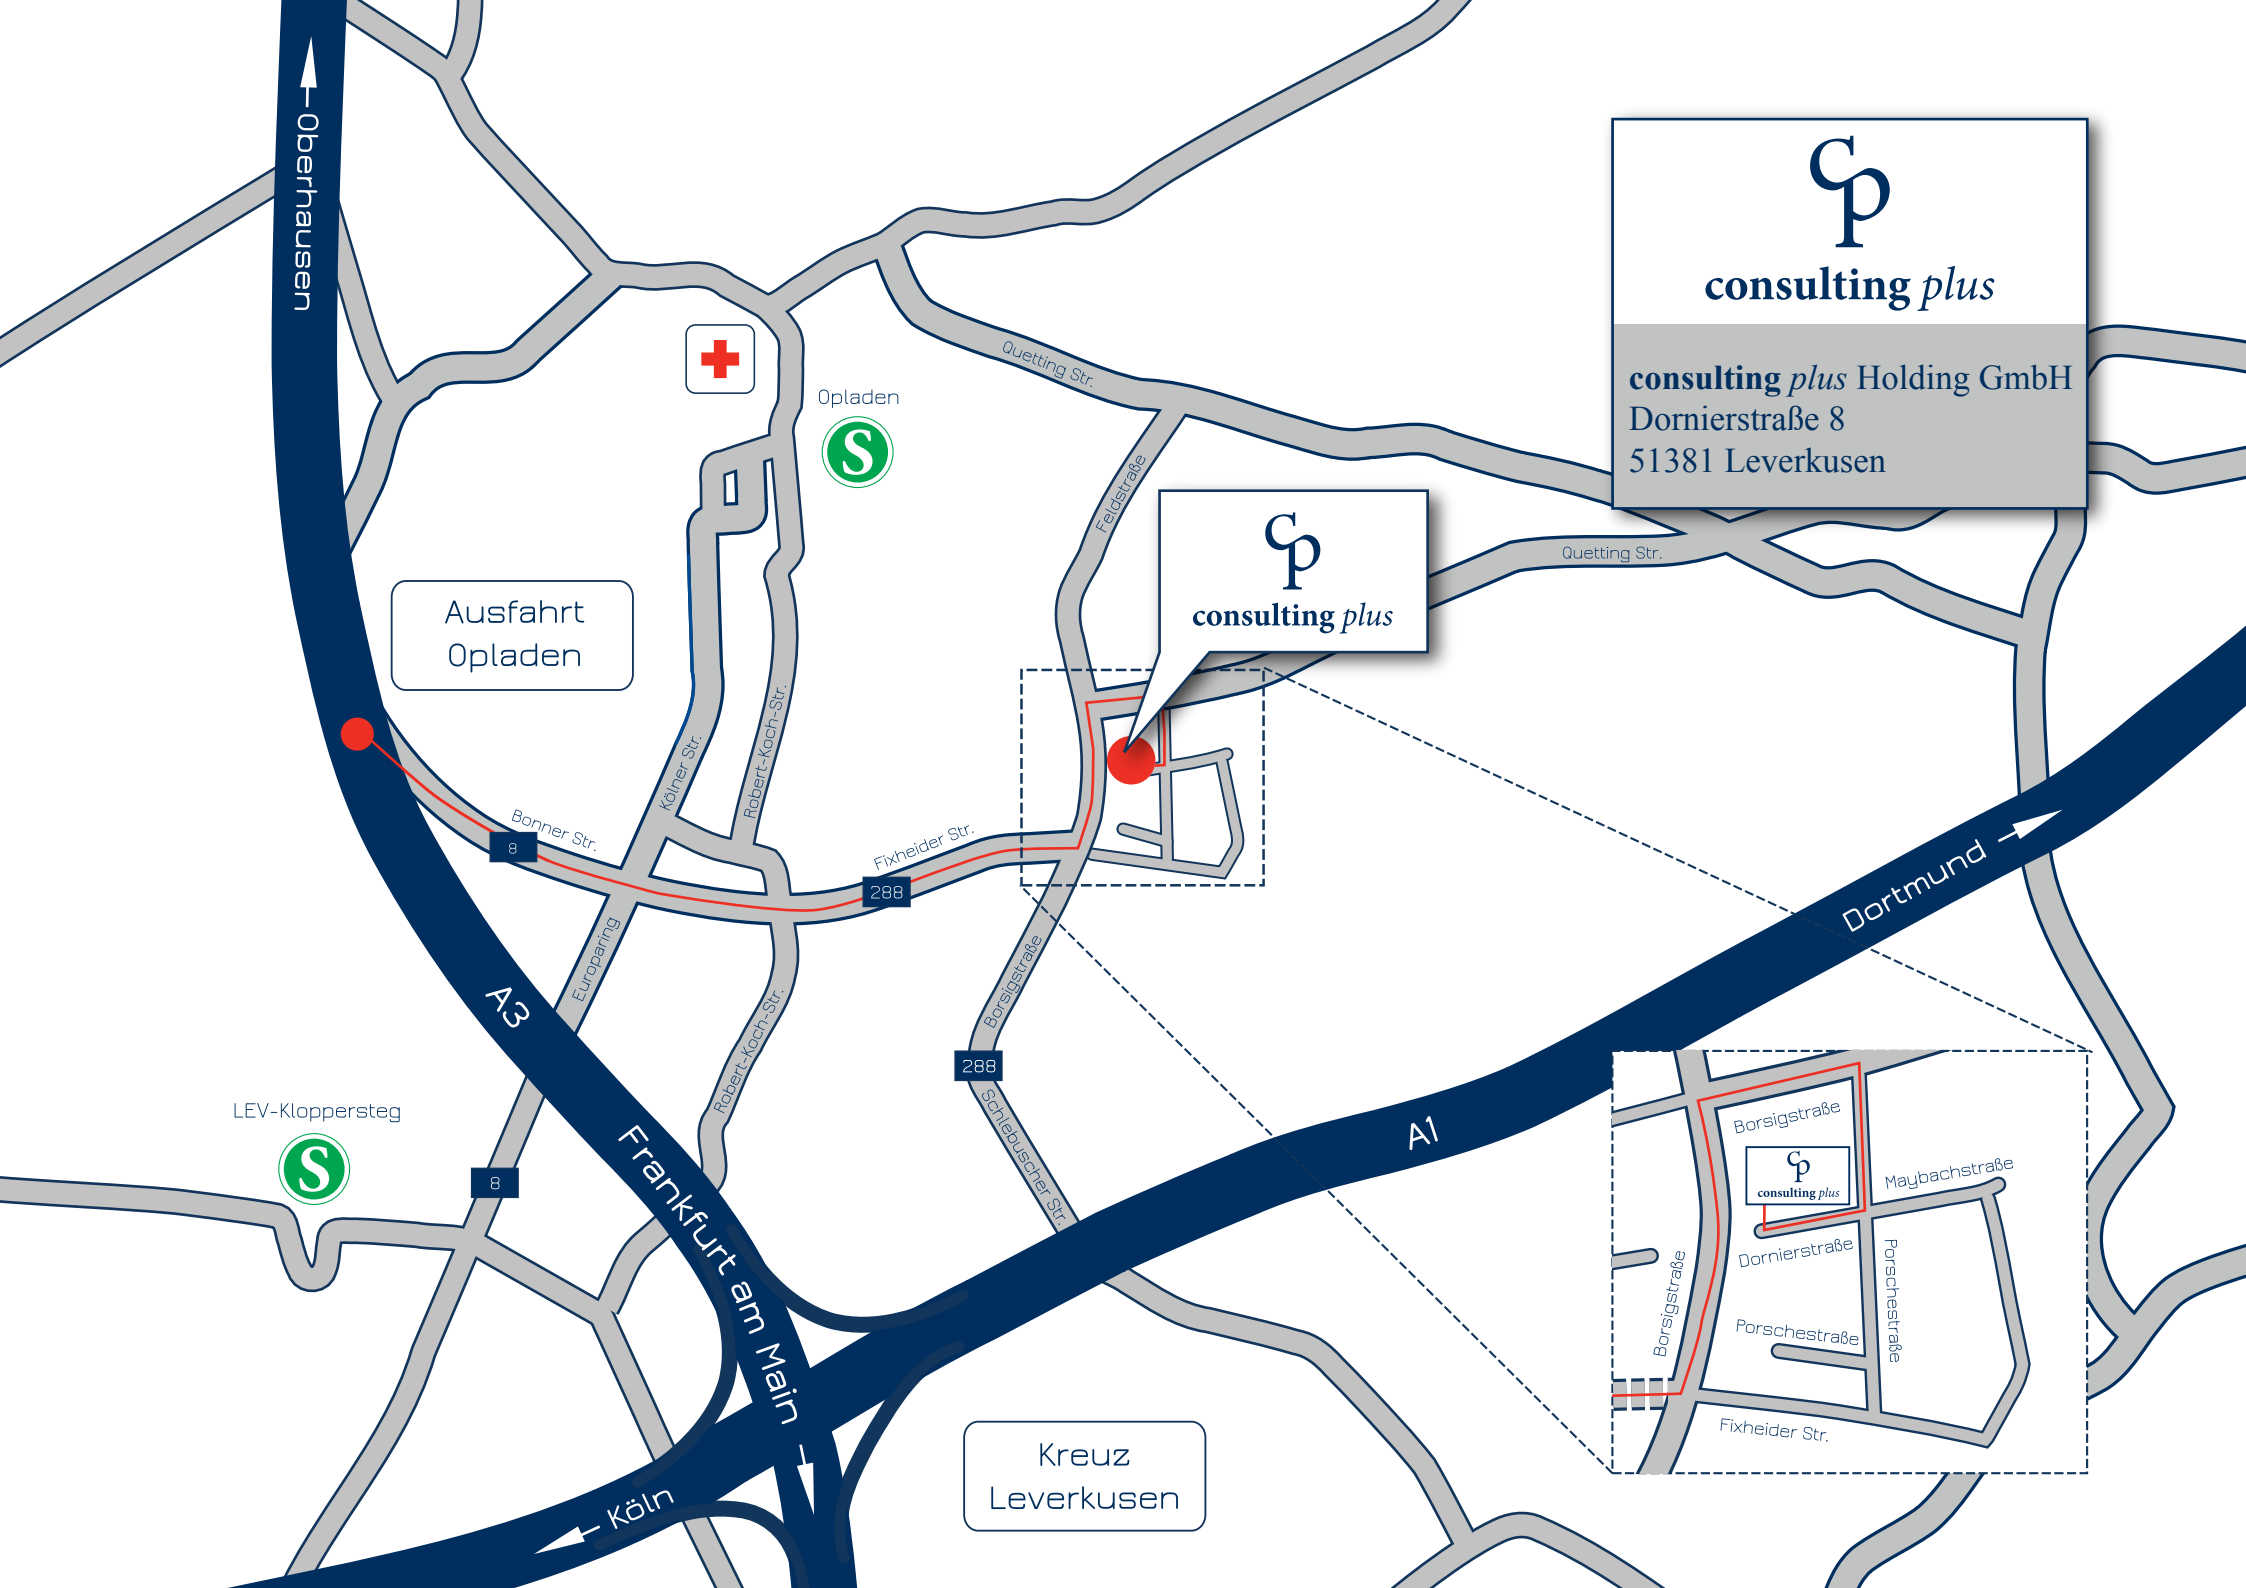 Oberhausen
cp
consulting plus
consulting plus Holding GmbH
Dornierstraße 8
51381 Leverkusen
Quetting Str.
Opladen
S
Feldstraße
cp
consulting plus
Quetting Str.
Ausfahrt
Opladen
Kölner Str.
Robert-Koch-Str.
Bonner Str.
8
Fixheider Str.
288
Dortmund
Europaring
A3
Borsigstraße
Robert-Koch-Str.
288
Schlebuscher Str.
LEV-Kloppersteg
S
8
A1
Frankfurt am Main
Borsigstraße
cp
consulting plus
Maybachstraße
Dornierstraße
Porschestraße
Borsigstraße
Porschestraße
Fixheider Str.
Kreuz
Leverkusen
Köln